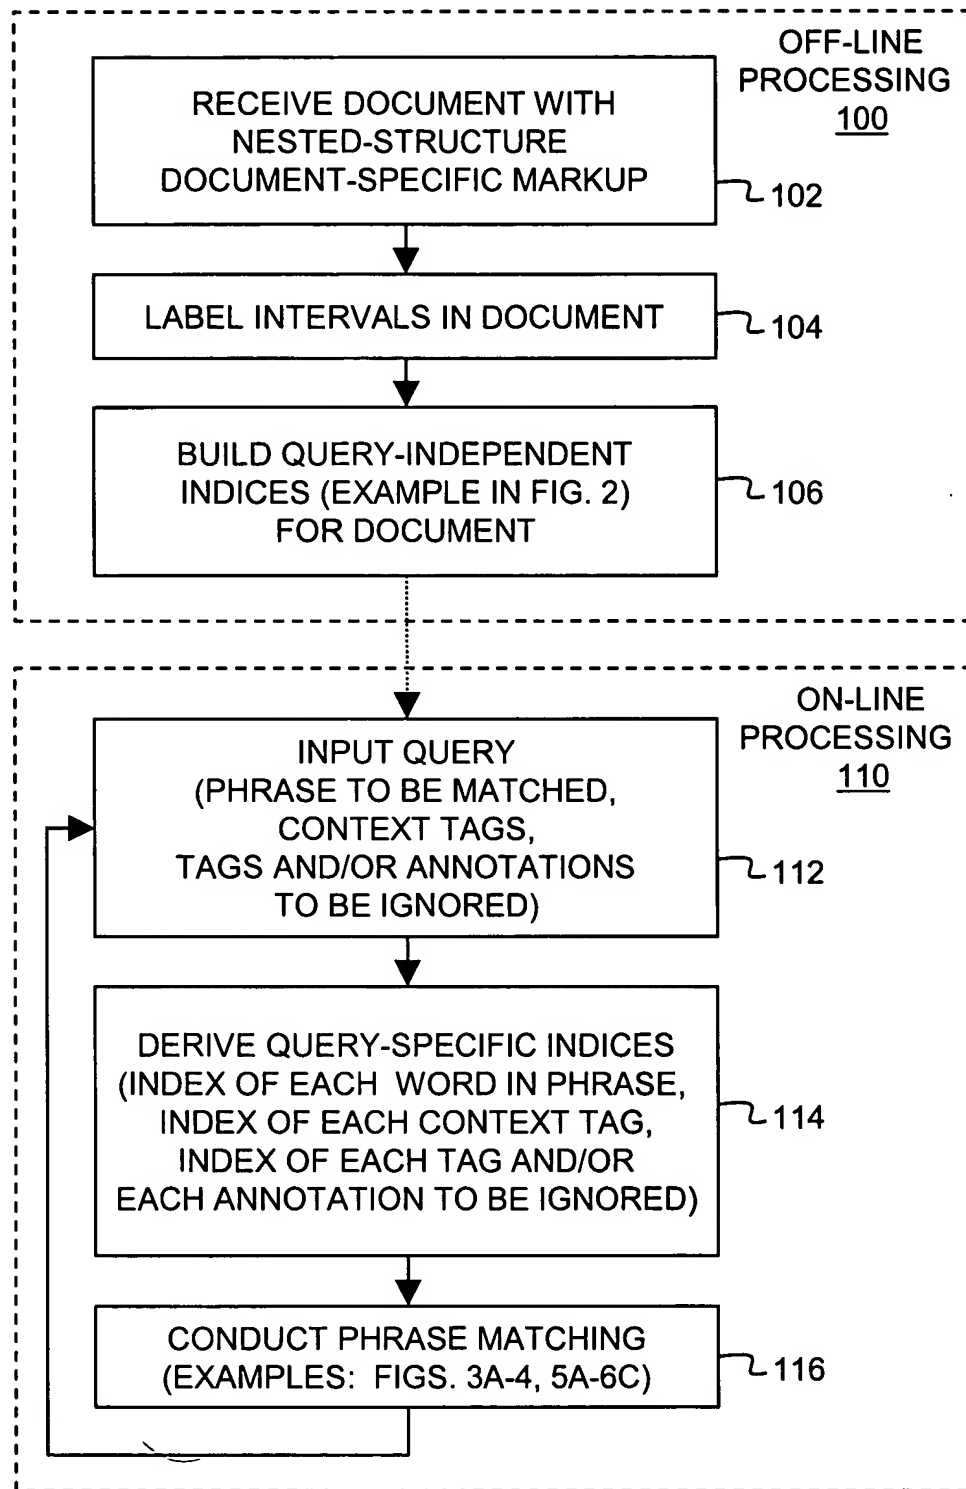 OFF-LINE
PROCESSING
100
RECEIVE DOCUMENT WITH
NESTED-STRUCTURE
DOCUMENT-SPECIFIC MARKUP
102
LABEL INTERVALS IN DOCUMENT
104
BUILD QUERY-INDEPENDENT
INDICES (EXAMPLE IN FIG. 2)
FOR DOCUMENT
106
ON-LINE
PROCESSING
110
INPUT QUERY
(PHRASE TO BE MATCHED,
CONTEXT TAGS,
TAGS AND/OR ANNOTATIONS
TO BE IGNORED)
112
DERIVE QUERY-SPECIFIC INDICES
(INDEX OF EACH WORD IN PHRASE,
INDEX OF EACH CONTEXT TAG,
INDEX OF EACH TAG AND/OR
EACH ANNOTATION TO BE IGNORED)
114
CONDUCT PHRASE MATCHING
(EXAMPLES: FIGS. 3A-4, 5A-6C)
116